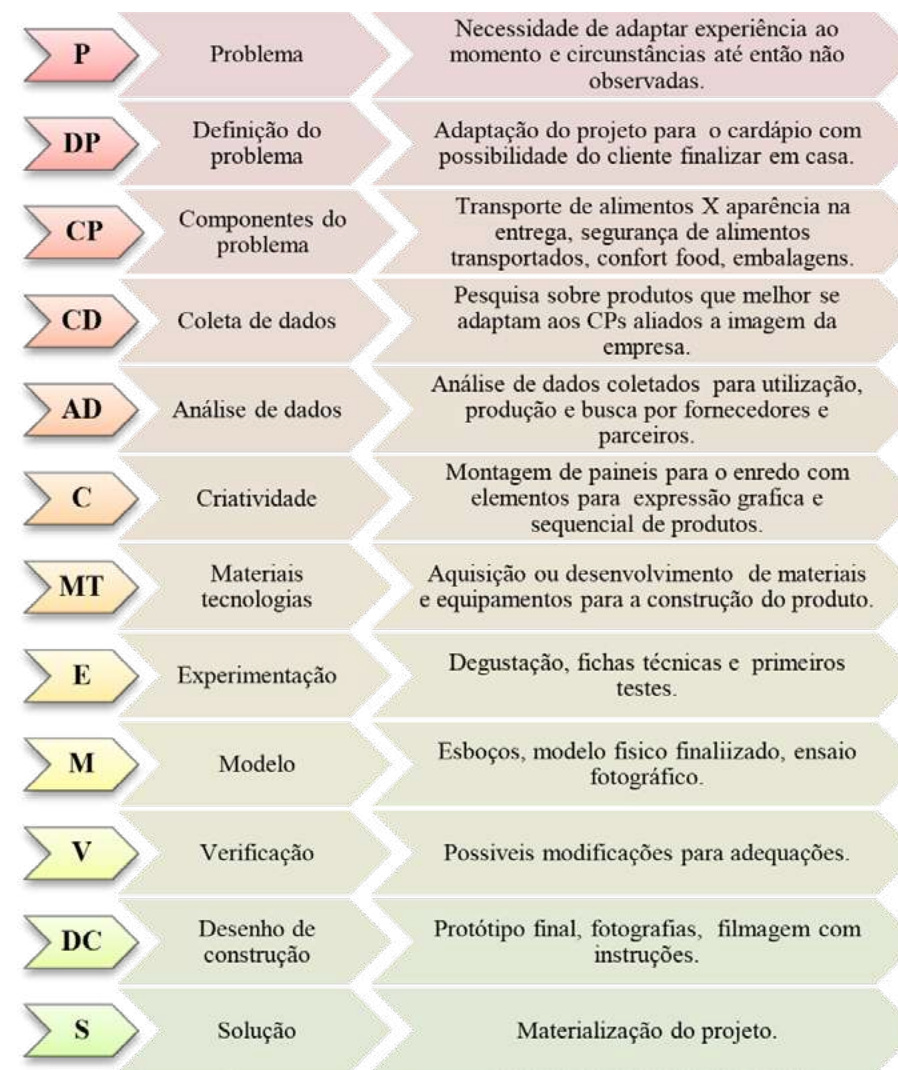 P
Problema
Necessidade de adaptar experiência ao
momento e circunstâncias até então não
observadas.
DP
Definição do
problema
Adaptação do projeto para o cardápio com
possibilidade do cliente finalizar em casa.
CP
Componentes do
problema
Transporte de alimentos X aparência na
entrega, segurança de alimentos
transportados, confort food, embalagens.
CD
Coleta de dados
Pesquisa sobre produtos que melhor se
adaptam aos CPs aliados a imagem da
empresa.
AD
Análise de dados
Análise de dados coletados para utilização,
produção e busca por fornecedores e
parceiros.
C
Criatividade
Montagem de paineis para o enredo com
elementos para expressão grafica e
sequencial de produtos.
MT
Materiais
tecnologias
Aquisição ou desenvolvimento de materiais
e equipamentos para a construção do produto.
E
Experimentação
Degustação, fichas técnicas e primeiros
testes.
M
Modelo
Esboços, modelo fisico finaliizado, ensaio
fotográfico.
V
Verificação
Possiveis modificações para adequações.
DC
Desenho de
construção
Protótipo final, fotografias, filmagem com
instruções.
S
Solução
Materialização do projeto.